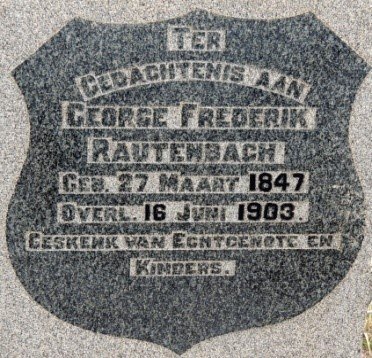 TER
GEDACHTENIS AAN
GEORGE FREDERIK
RAUTENBACH
GEB. 27 MAART 1847
OVERL. 16 JUNI 1903.
GESKENK VAN ECHTGENOTE EN
KINDERS.